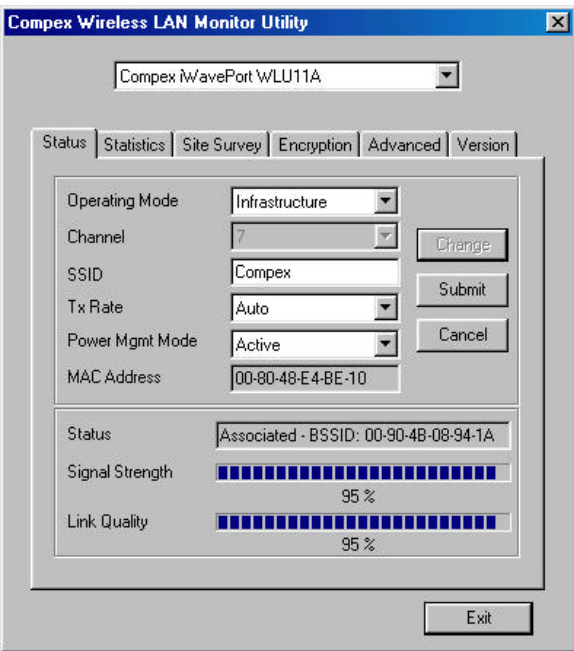 Compex Wireless LAN Monitor Utility
Compex iWavePort WLU11A
Status Statistics Site Survey Encryption Advanced Version
Operating Mode Infrastructure
Channel 7 Change
SSID Compex Submit
Tx Rate Auto
Power Mgmt Mode Active Cancel
MAC Address 00-80-48-E4-BE-10
Status Associated - BSSID: 00-90-4B-08-94-1A
Signal Strength
95 %
Link Quality
95 %
Exit